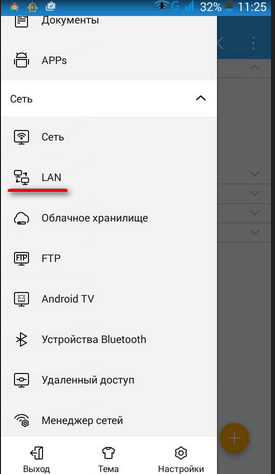 G 32% 11:25
Документы
APPs
Сеть
Сеть
LAN
Облачное хранилище
FTP FTP
Android TV
Устройства Bluetooth
Удаленный доступ
Менеджер сетей
Выход Тема Настройки